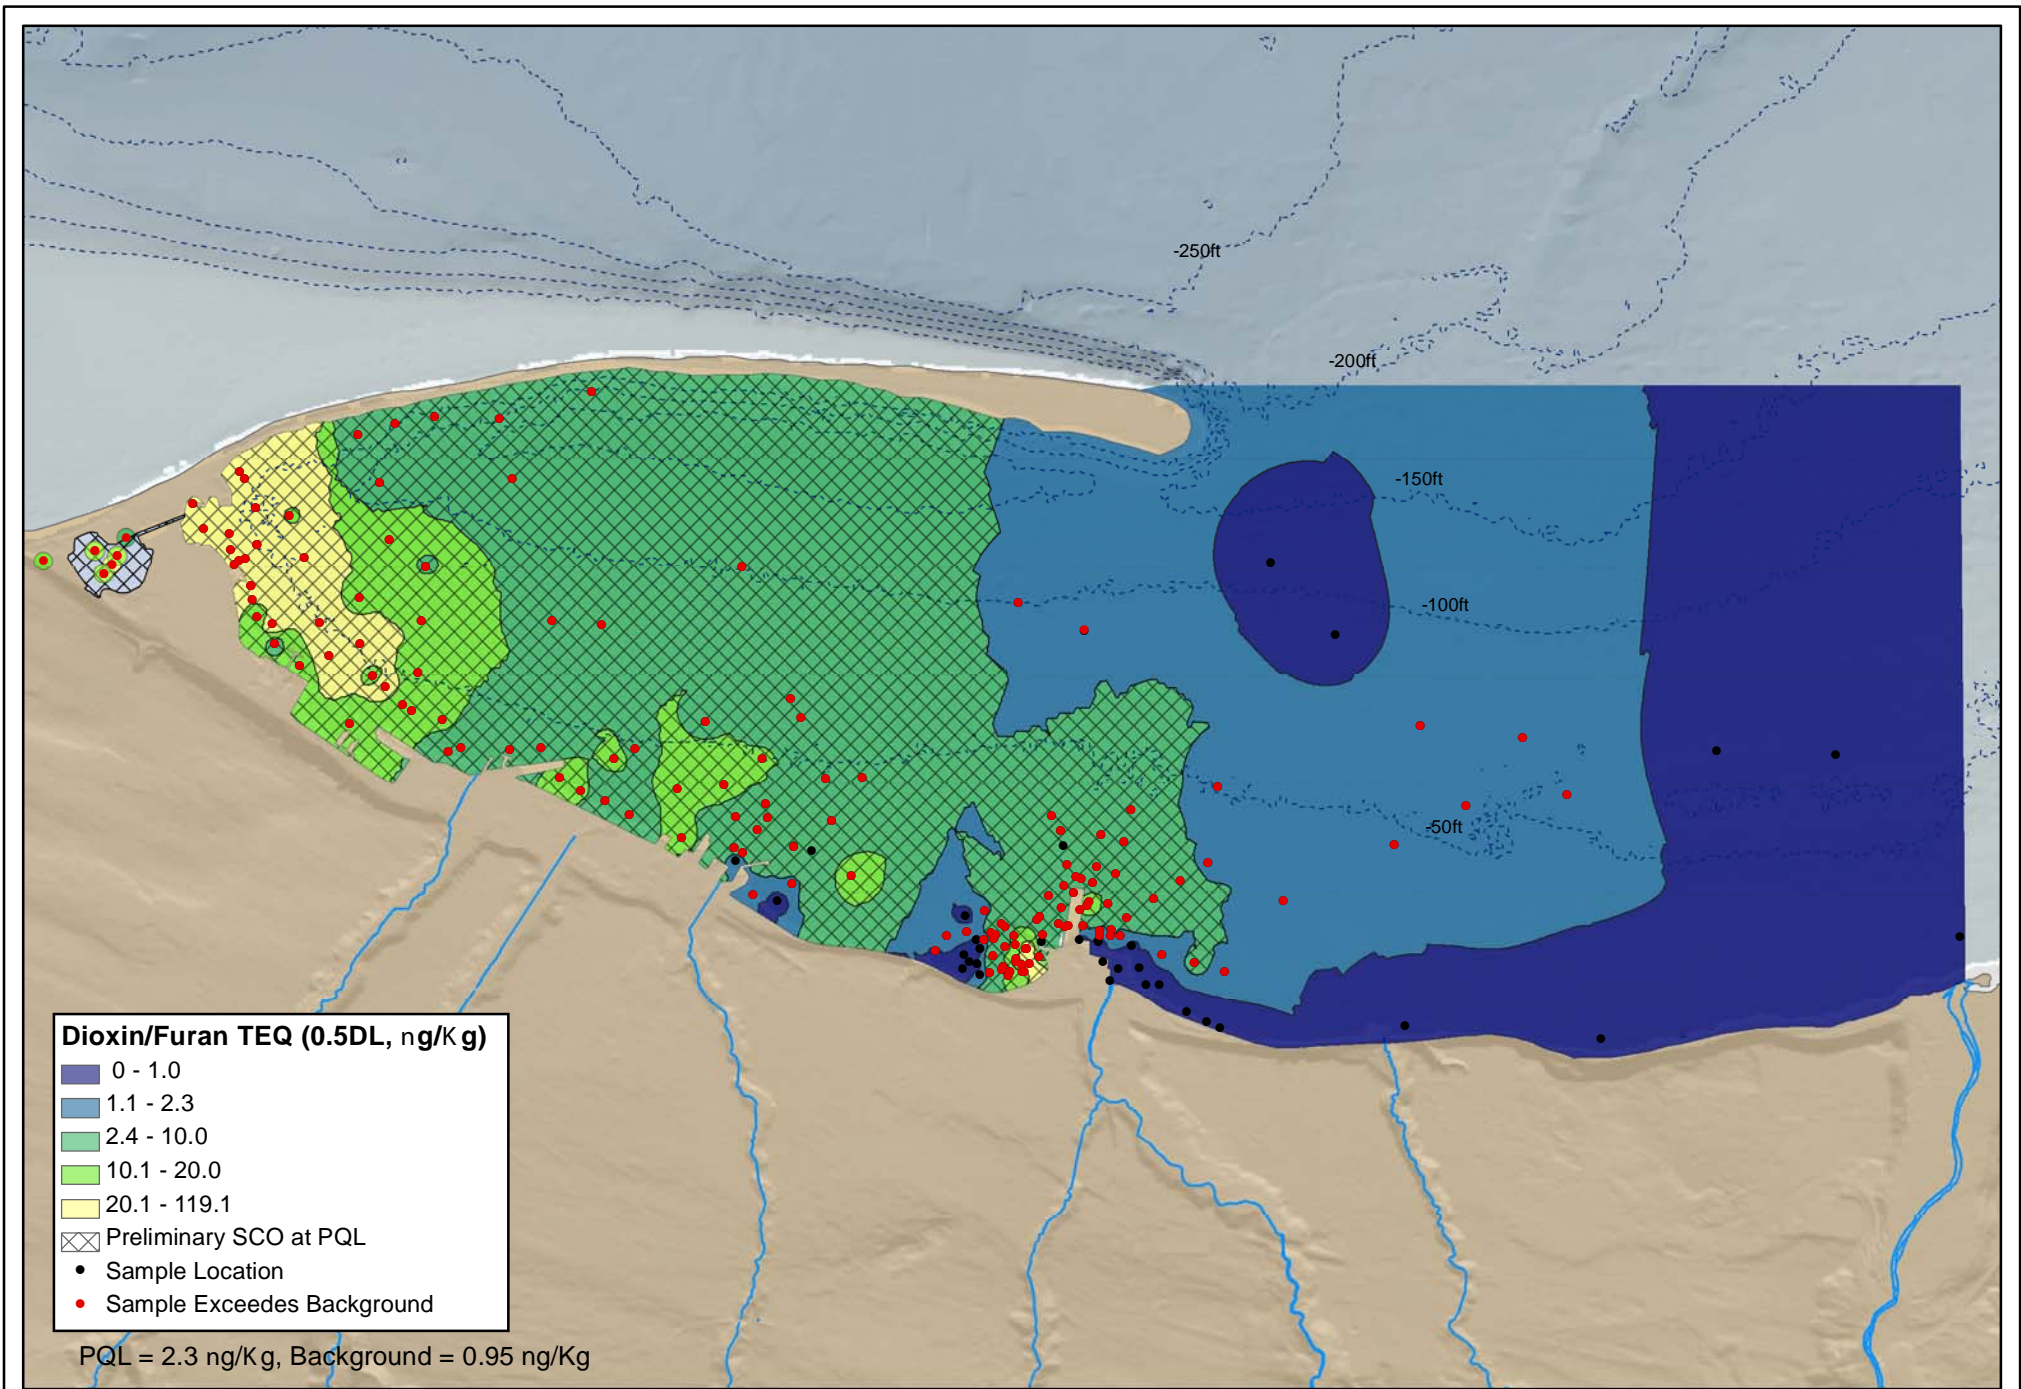 -250ft
-200ft
-150ft
-100ft
-50ft
Dioxin/Furan TEQ (0.5DL, ng/Kg)
0 - 1.0
1.1 - 2.3
2.4 - 10.0
10.1 - 20.0
20.1 - 119.1
Preliminary SCO at PQL
Sample Location
Sample Exceedes Background
PQL = 2.3 ng/Kg, Background = 0.95 ng/Kg